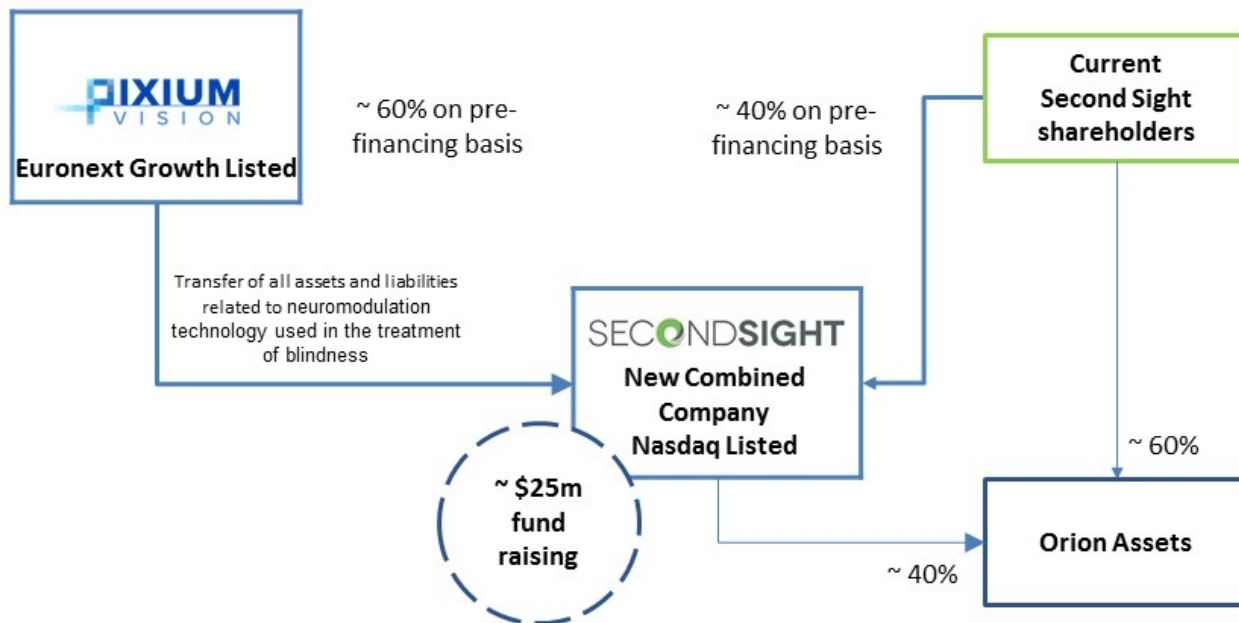 PIXIUM
VISION
Euronext Growth Listed
~ 60% on pre-
financing basis
~ 40% on pre-
financing basis
Current
Second Sight
shareholders
Transfer of all assets and liabilities
related to neuromodulation
technology used in the treatment
of blindness
SECONDSIGHT
New Combined
Company
Nasdaq Listed
~ $25m
fund
raising
~ 60%
~ 40%
Orion Assets